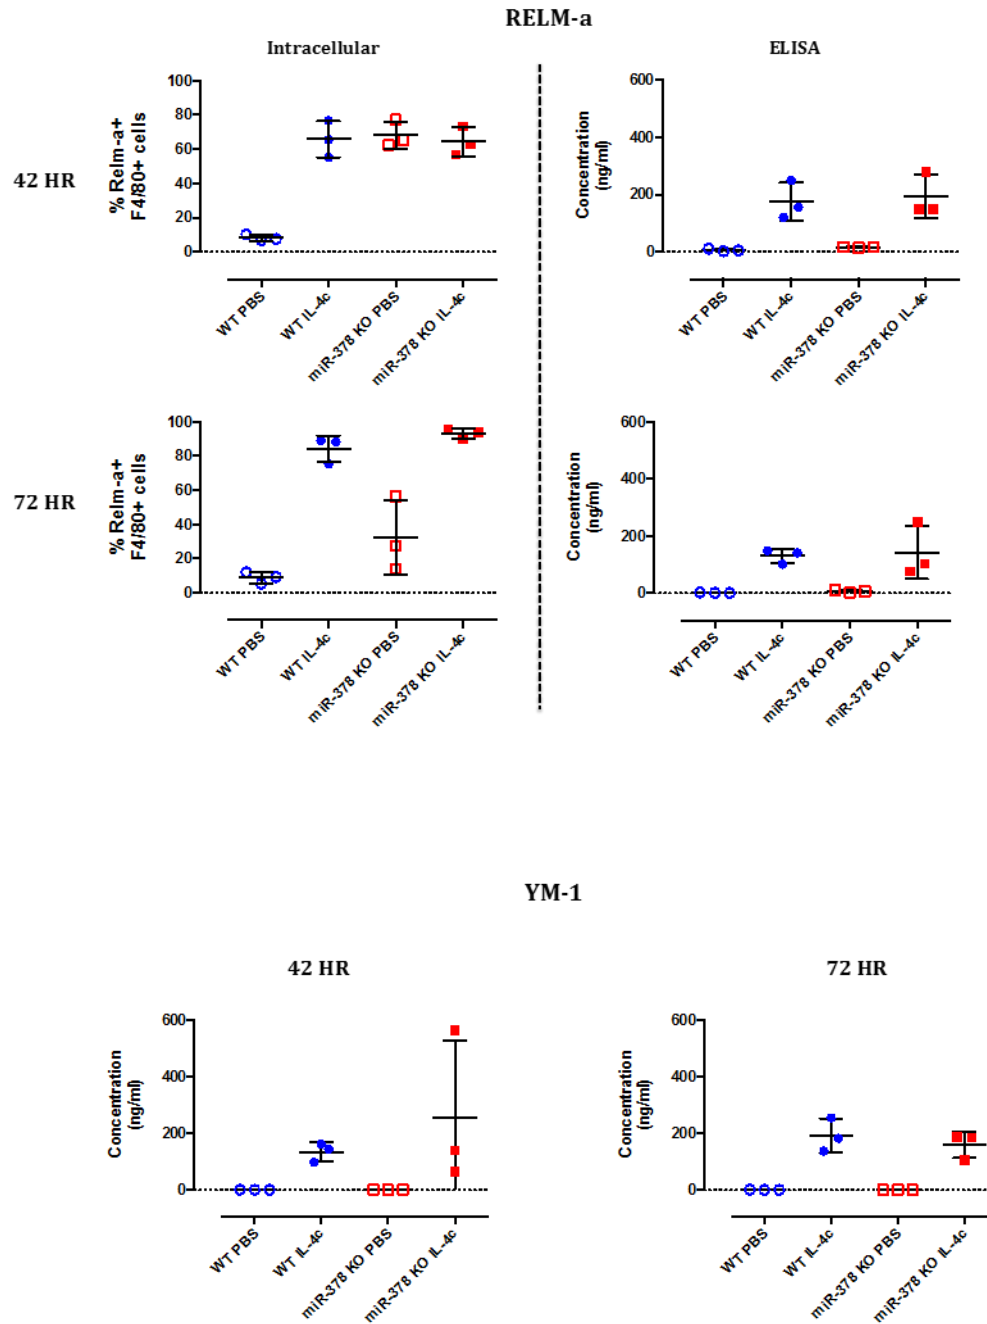 RELM-a
Intracellular
ELISA
42 HR
% Relm-a+
F4/80+ cells
100
80
60
40
20
0
WT PBS
WT IL-4c
miR-378 KO PBS
miR-378 KO IL-4c
Concentration
(ng/ml)
600
400
200
0
WT PBS
WT IL-4c
miR-378 KO PBS
miR-378 KO IL-4c
72 HR
% Relm-a+
F4/80+ cells
100
80
60
40
20
0
WT PBS
WT IL-4c
miR-378 KO PBS
miR-378 KO IL-4c
Concentration
(ng/ml)
600
400
200
0
WT PBS
WT IL-4c
miR-378 KO PBS
miR-378 KO IL-4c
YM-1
42 HR
72 HR
Concentration
(ng/ml)
600
400
200
0
WT PBS
WT IL-4c
miR-378 KO PBS
miR-378 KO IL-4c
Concentration
(ng/ml)
600
400
200
0
WT PBS
WT IL-4c
miR-378 KO PBS
miR-378 KO IL-4c